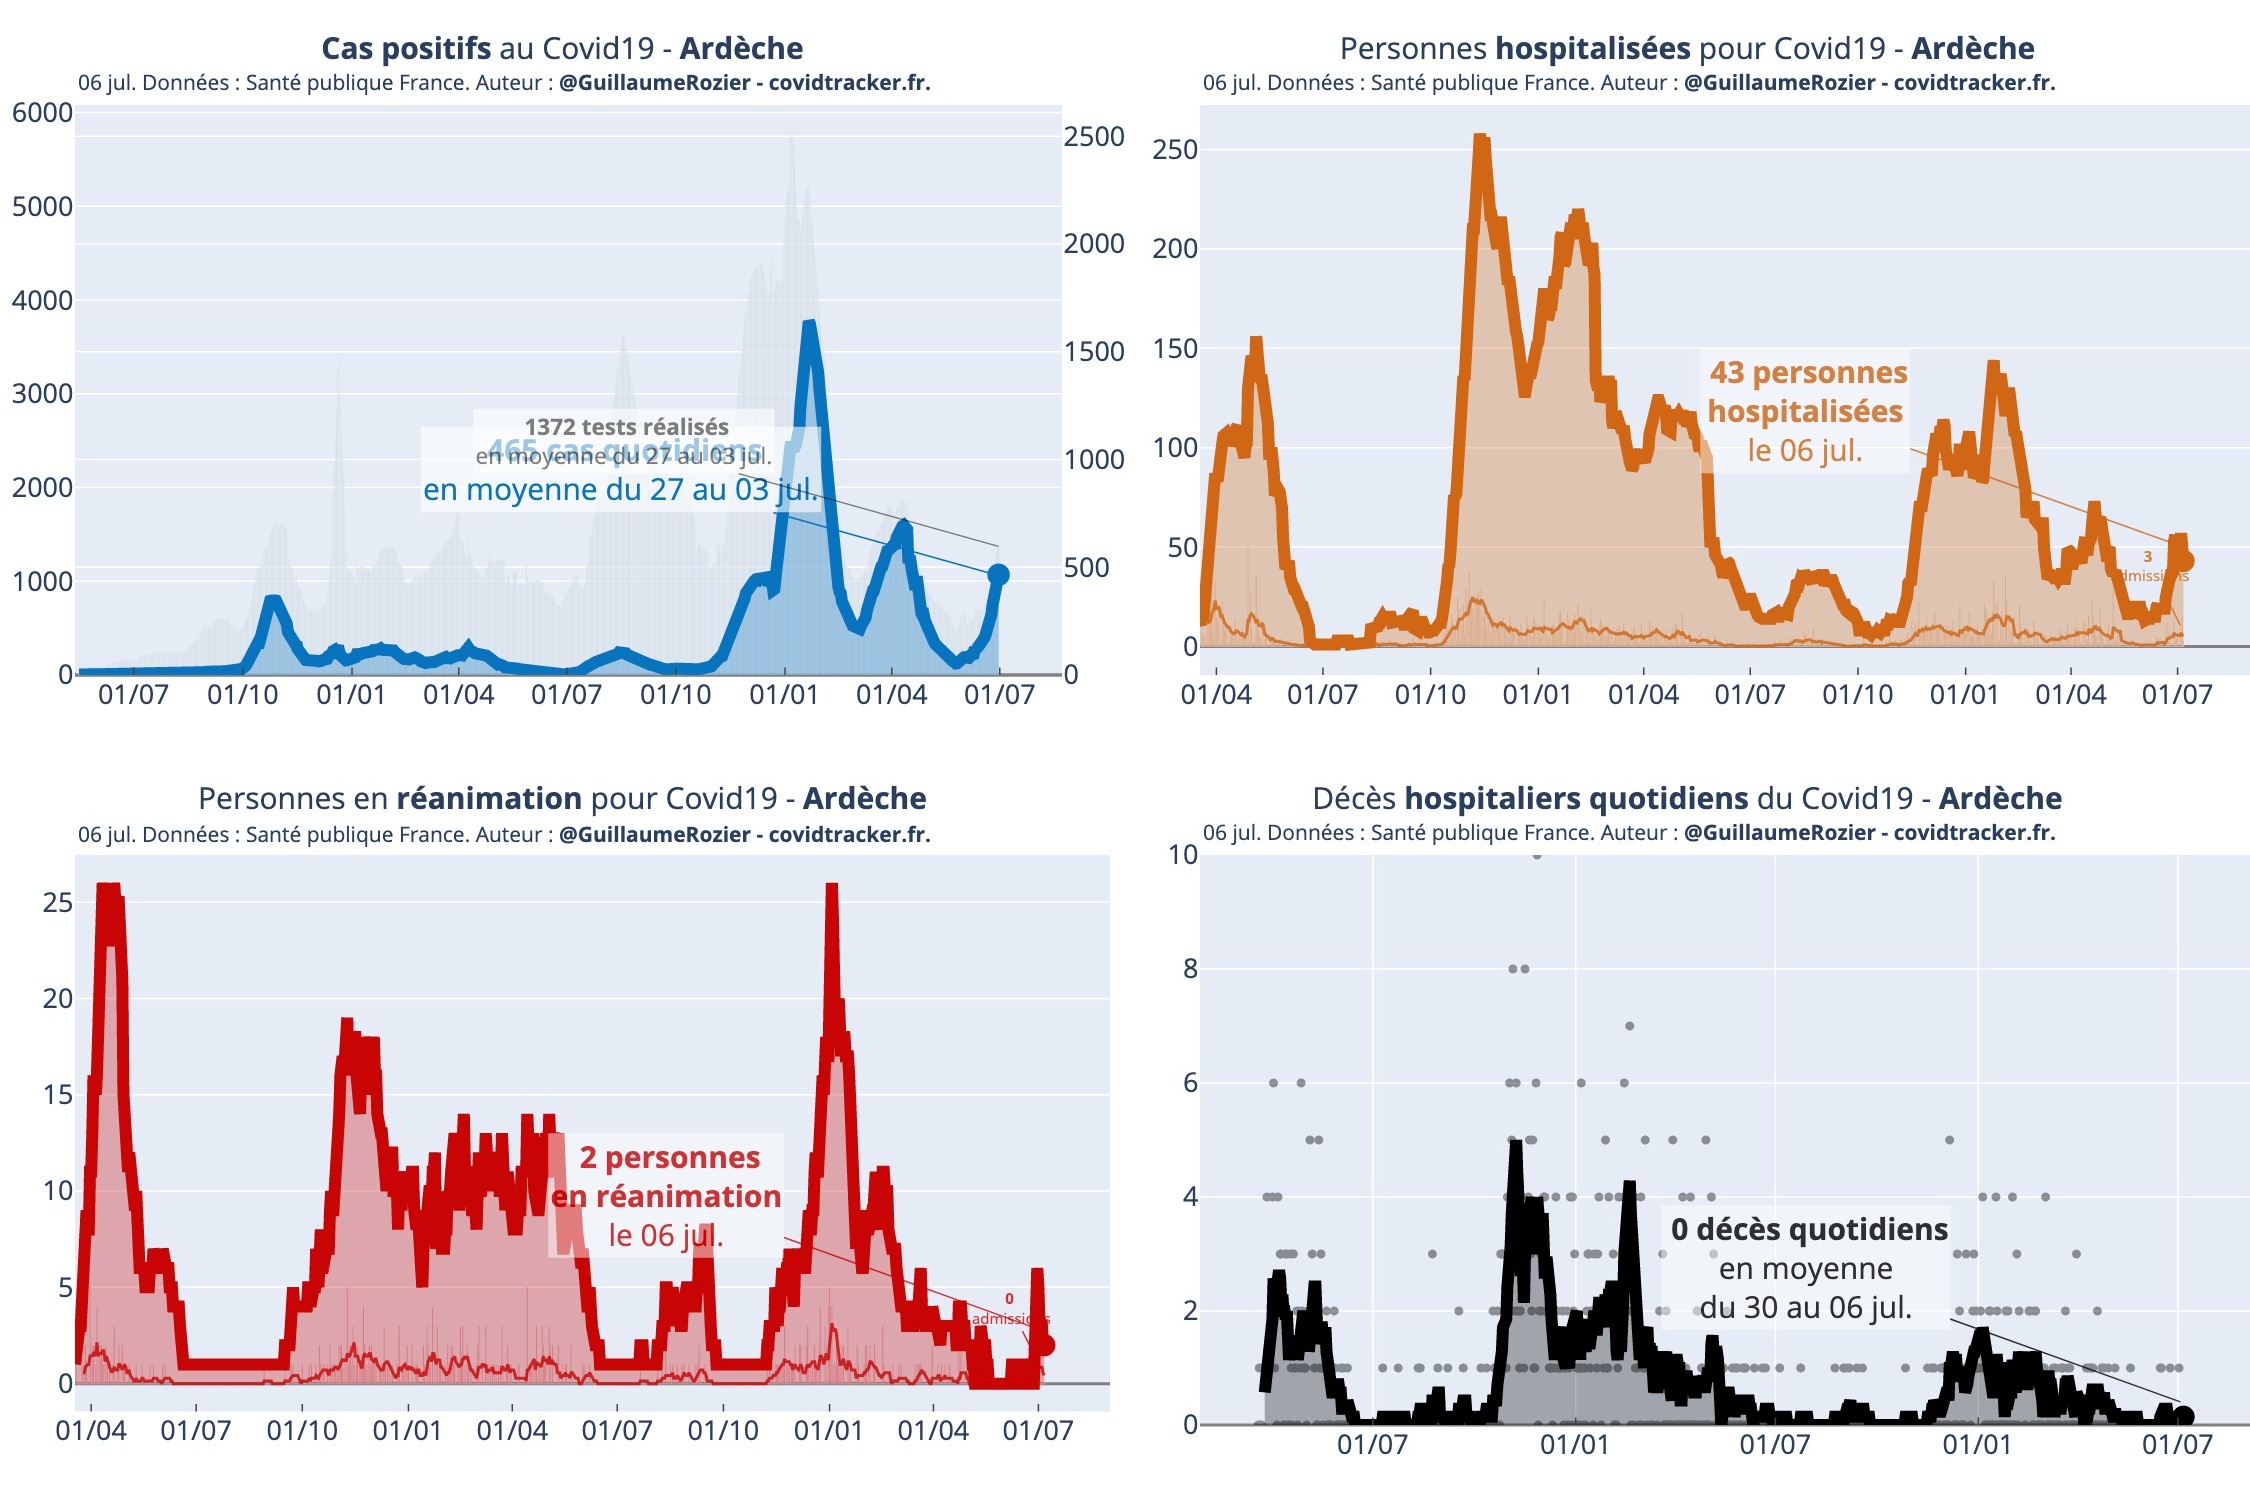 Cas positifs au Covid19 - Ardèche
06 jul. Données : Santé publique France. Auteur : @GuillaumeRozier - covidtracker.fr.
6000
5000
4000
3000
2000
1000
0
2500
2000
1500
1000
500
0
1372 tests réalisés
en moyenne du 27 au 03 jul.
465 cas quotidiens
en moyenne du 27 au 03 jul.
01/07 01/10 01/01 01/04 01/07 01/10 01/01 01/04 01/07
Personnes hospitalisées pour Covid19 - Ardèche
06 jul. Données : Santé publique France. Auteur : @GuillaumeRozier - covidtracker.fr.
250
200
150
100
50
0
43 personnes
hospitalisées
le 06 jul.
3
admissions
01/04 01/07 01/10 01/01 01/04 01/07 01/10 01/01 01/04 01/07
Personnes en réanimation pour Covid19 - Ardèche
06 jul. Données : Santé publique France. Auteur : @GuillaumeRozier - covidtracker.fr.
25
20
15
10
5
0
2 personnes
en réanimation
le 06 jul.
0
admissions
01/04 01/07 01/10 01/01 01/04 01/07 01/10 01/01 01/04 01/07
Décès hospitaliers quotidiens du Covid19 - Ardèche
06 jul. Données : Santé publique France. Auteur : @GuillaumeRozier - covidtracker.fr.
10
8
6
4
2
0
0 décès quotidiens
en moyenne
du 30 au 06 jul.
01/07 01/01 01/07 01/01 01/07